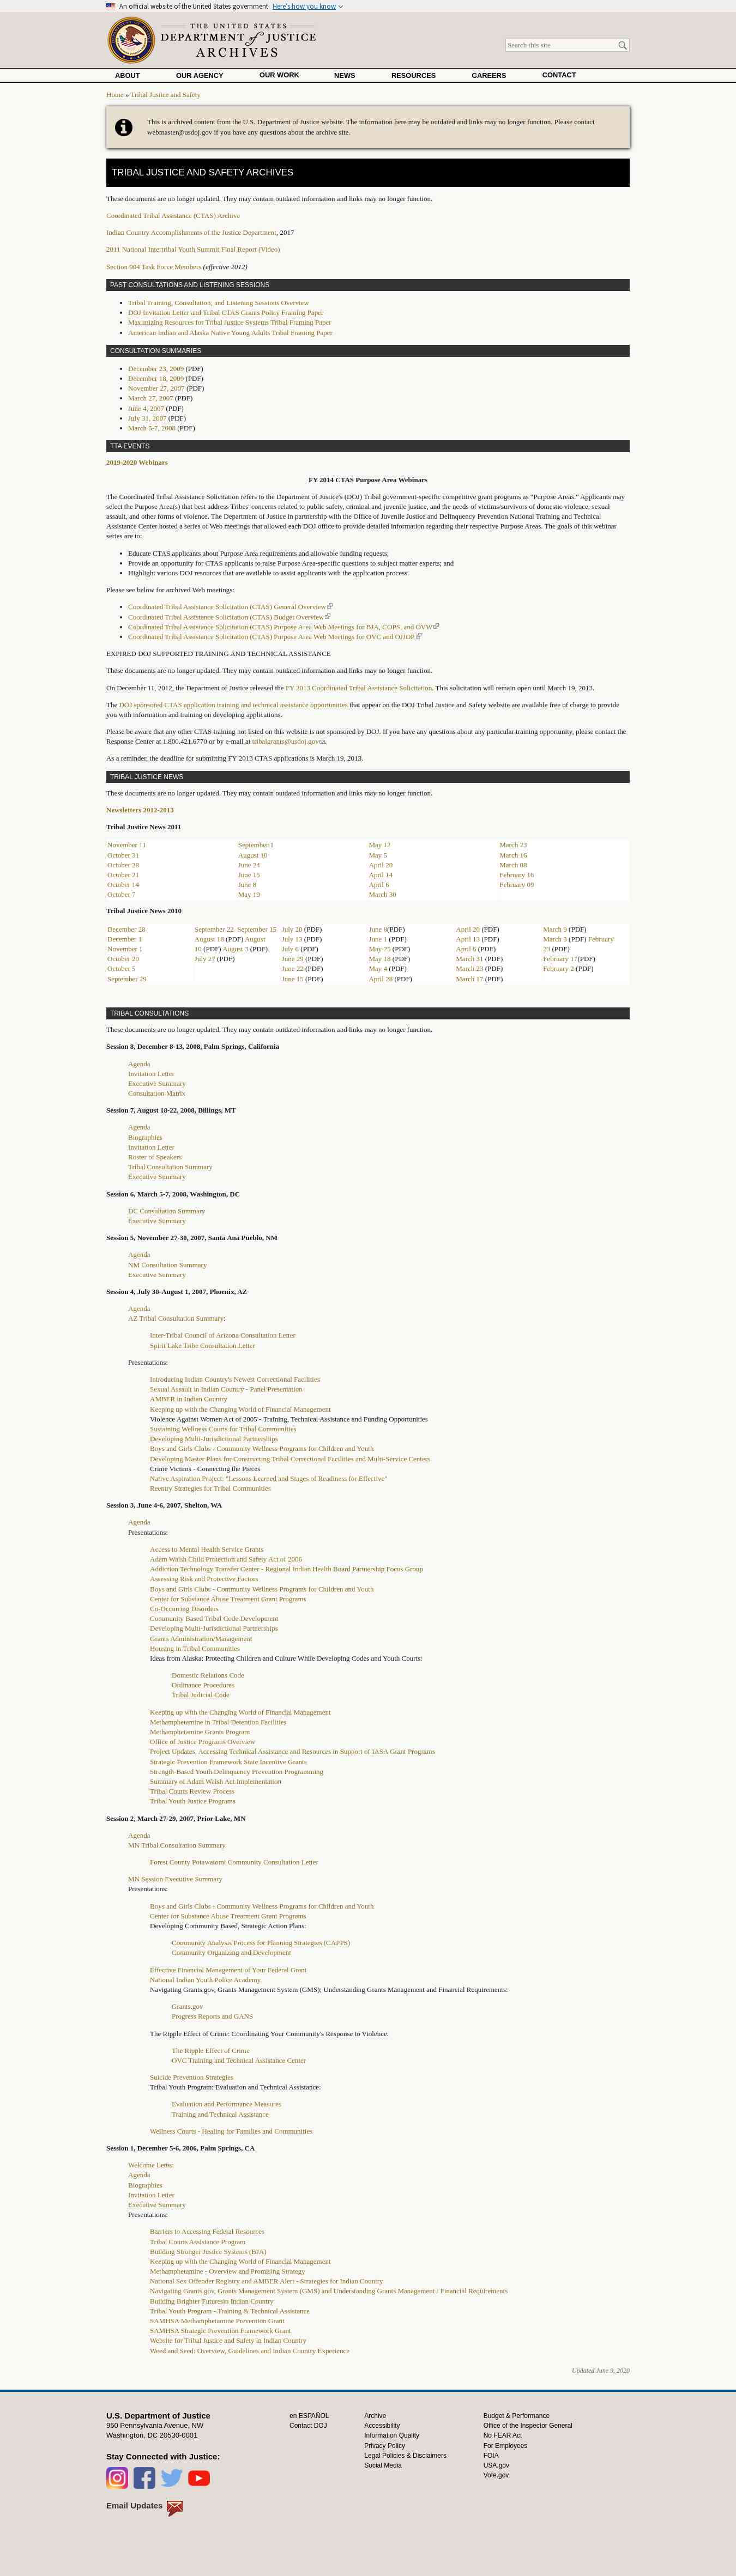 An official website of the United States government Here's how you know
THE UNITED STATES
DEPARTMENT of JUSTICE
ARCHIVES
Search this site
ABOUT OUR AGENCY OUR WORK NEWS RESOURCES CAREERS CONTACT
Home » Tribal Justice and Safety
This is archived content from the U.S. Department of Justice website. The information here may be outdated and links may no longer function. Please contact
webmaster@usdoj.gov if you have any questions about the archive site.
TRIBAL JUSTICE AND SAFETY ARCHIVES
These documents are no longer updated. They may contain outdated information and links may no longer function.
Coordinated Tribal Assistance (CTAS) Archive
Indian Country Accomplishments of the Justice Department, 2017
2011 National Intertribal Youth Summit Final Report (Video)
Section 904 Task Force Members (effective 2012)
PAST CONSULTATIONS AND LISTENING SESSIONS
Tribal Training, Consultation, and Listening Sessions Overview
DOJ Invitation Letter and Tribal CTAS Grants Policy Framing Paper
Maximizing Resources for Tribal Justice Systems Tribal Framing Paper
American Indian and Alaska Native Young Adults Tribal Framing Paper
CONSULTATION SUMMARIES
December 23, 2009 (PDF)
December 18, 2009 (PDF)
November 27, 2007 (PDF)
March 27, 2007 (PDF)
June 4, 2007 (PDF)
July 31, 2007 (PDF)
March 5-7, 2008 (PDF)
TTA EVENTS
2019-2020 Webinars
FY 2014 CTAS Purpose Area Webinars
The Coordinated Tribal Assistance Solicitation refers to the Department of Justice's (DOJ) Tribal government-specific competitive grant programs as "Purpose Areas." Applicants may
select the Purpose Area(s) that best address Tribes' concerns related to public safety, criminal and juvenile justice, and the needs of victims/survivors of domestic violence, sexual
assault, and other forms of violence. The Department of Justice in partnership with the Office of Juvenile Justice and Delinquency Prevention National Training and Technical
Assistance Center hosted a series of Web meetings that allowed each DOJ office to provide detailed information regarding their respective Purpose Areas. The goals of this webinar
series are to:
Educate CTAS applicants about Purpose Area requirements and allowable funding requests;
Provide an opportunity for CTAS applicants to raise Purpose Area-specific questions to subject matter experts; and
Highlight various DOJ resources that are available to assist applicants with the application process.
Please see below for archived Web meetings:
Coordinated Tribal Assistance Solicitation (CTAS) General Overview
Coordinated Tribal Assistance Solicitation (CTAS) Budget Overview
Coordinated Tribal Assistance Solicitation (CTAS) Purpose Area Web Meetings for BJA, COPS, and OVW
Coordinated Tribal Assistance Solicitation (CTAS) Purpose Area Web Meetings for OVC and OJJDP
EXPIRED DOJ SUPPORTED TRAINING AND TECHNICAL ASSISTANCE
These documents are no longer updated. They may contain outdated information and links may no longer function.
On December 11, 2012, the Department of Justice released the FY 2013 Coordinated Tribal Assistance Solicitation. This solicitation will remain open until March 19, 2013.
The DOJ sponsored CTAS application training and technical assistance opportunities that appear on the DOJ Tribal Justice and Safety website are available free of charge to provide
you with information and training on developing applications.
Please be aware that any other CTAS training not listed on this website is not sponsored by DOJ. If you have any questions about any particular training opportunity, please contact the
Response Center at 1.800.421.6770 or by e-mail at tribalgrants@usdoj.gov.
As a reminder, the deadline for submitting FY 2013 CTAS applications is March 19, 2013.
TRIBAL JUSTICE NEWS
These documents are no longer updated. They may contain outdated information and links may no longer function.
Newsletters 2012-2013
Tribal Justice News 2011
November 11 September 1 May 12 March 23
October 31 August 10 May 5 March 16
October 28 June 24 April 20 March 08
October 21 June 15 April 14 February 16
October 14 June 8 April 6 February 09
October 7 May 19 March 30
Tribal Justice News 2010
December 28 September 22 September 15 July 20 (PDF) June 8(PDF) April 20 (PDF) March 9 (PDF)
December 1 August 18 (PDF) August July 13 (PDF) June 1 (PDF) April 13 (PDF) March 3 (PDF) February
November 1 10 (PDF) August 3 (PDF) July 6 (PDF) May 25 (PDF) April 6 (PDF) 23 (PDF)
October 20 July 27 (PDF) June 29 (PDF) May 18 (PDF) March 31 (PDF) February 17(PDF)
October 5 June 22 (PDF) May 4 (PDF) March 23 (PDF) February 2 (PDF)
September 29 June 15 (PDF) April 28 (PDF) March 17 (PDF)
TRIBAL CONSULTATIONS
These documents are no longer updated. They may contain outdated information and links may no longer function.
Session 8, December 8-13, 2008, Palm Springs, California
Agenda
Invitation Letter
Executive Summary
Consultation Matrix
Session 7, August 18-22, 2008, Billings, MT
Agenda
Biographies
Invitation Letter
Roster of Speakers
Tribal Consultation Summary
Executive Summary
Session 6, March 5-7, 2008, Washington, DC
DC Consultation Summary
Executive Summary
Session 5, November 27-30, 2007, Santa Ana Pueblo, NM
Agenda
NM Consultation Summary
Executive Summary
Session 4, July 30-August 1, 2007, Phoenix, AZ
Agenda
AZ Tribal Consultation Summary:
Inter-Tribal Council of Arizona Consultation Letter
Spirit Lake Tribe Consultation Letter
Presentations:
Introducing Indian Country's Newest Correctional Facilities
Sexual Assault in Indian Country - Panel Presentation
AMBER in Indian Country
Keeping up with the Changing World of Financial Management
Violence Against Women Act of 2005 - Training, Technical Assistance and Funding Opportunities
Sustaining Wellness Courts for Tribal Communities
Developing Multi-Jurisdictional Partnerships
Boys and Girls Clubs - Community Wellness Programs for Children and Youth
Developing Master Plans for Constructing Tribal Correctional Facilities and Multi-Service Centers
Crime Victims - Connecting the Pieces
Native Aspiration Project: "Lessons Learned and Stages of Readiness for Effective"
Reentry Strategies for Tribal Communities
Session 3, June 4-6, 2007, Shelton, WA
Agenda
Presentations:
Access to Mental Health Service Grants
Adam Walsh Child Protection and Safety Act of 2006
Addiction Technology Transfer Center - Regional Indian Health Board Partnership Focus Group
Assessing Risk and Protective Factors
Boys and Girls Clubs - Community Wellness Programs for Children and Youth
Center for Substance Abuse Treatment Grant Programs
Co-Occurring Disorders
Community Based Tribal Code Development
Developing Multi-Jurisdictional Partnerships
Grants Administration/Management
Housing in Tribal Communities
Ideas from Alaska: Protecting Children and Culture While Developing Codes and Youth Courts:
Domestic Relations Code
Ordinance Procedures
Tribal Judicial Code
Keeping up with the Changing World of Financial Management
Methamphetamine in Tribal Detention Facilities
Methamphetamine Grants Program
Office of Justice Programs Overview
Project Updates, Accessing Technical Assistance and Resources in Support of IASA Grant Programs
Strategic Prevention Framework State Incentive Grants
Strength-Based Youth Delinquency Prevention Programming
Summary of Adam Walsh Act Implementation
Tribal Courts Review Process
Tribal Youth Justice Programs
Session 2, March 27-29, 2007, Prior Lake, MN
Agenda
MN Tribal Consultation Summary
Forest County Potawatomi Community Consultation Letter
MN Session Executive Summary
Presentations:
Boys and Girls Clubs - Community Wellness Programs for Children and Youth
Center for Substance Abuse Treatment Grant Programs
Developing Community Based, Strategic Action Plans:
Community Analysis Process for Planning Strategies (CAPPS)
Community Organizing and Development
Effective Financial Management of Your Federal Grant
National Indian Youth Police Academy
Navigating Grants.gov, Grants Management System (GMS); Understanding Grants Management and Financial Requirements:
Grants.gov
Progress Reports and GANS
The Ripple Effect of Crime: Coordinating Your Community's Response to Violence:
The Ripple Effect of Crime
OVC Training and Technical Assistance Center
Suicide Prevention Strategies
Tribal Youth Program: Evaluation and Technical Assistance:
Evaluation and Performance Measures
Training and Technical Assistance
Wellness Courts - Healing for Families and Communities
Session 1, December 5-6, 2006, Palm Springs, CA
Welcome Letter
Agenda
Biographies
Invitation Letter
Executive Summary
Presentations:
Barriers to Accessing Federal Resources
Tribal Courts Assistance Program
Building Stronger Justice Systems (BJA)
Keeping up with the Changing World of Financial Management
Methamphetamine - Overview and Promising Strategy
National Sex Offender Registry and AMBER Alert - Strategies for Indian Country
Navigating Grants.gov, Grants Management System (GMS) and Understanding Grants Management / Financial Requirements
Building Brighter Futuresin Indian Country
Tribal Youth Program - Training & Technical Assistance
SAMHSA Methamphetamine Prevention Grant
SAMHSA Strategic Prevention Framework Grant
Website for Tribal Justice and Safety in Indian Country
Weed and Seed: Overview, Guidelines and Indian Country Experience
Updated June 9, 2020
U.S. Department of Justice
950 Pennsylvania Avenue, NW
Washington, DC 20530-0001
Stay Connected with Justice:
Email Updates
en ESPAÑOL
Contact DOJ
Archive
Accessibility
Information Quality
Privacy Policy
Legal Policies & Disclaimers
Social Media
Budget & Performance
Office of the Inspector General
No FEAR Act
For Employees
FOIA
USA.gov
Vote.gov